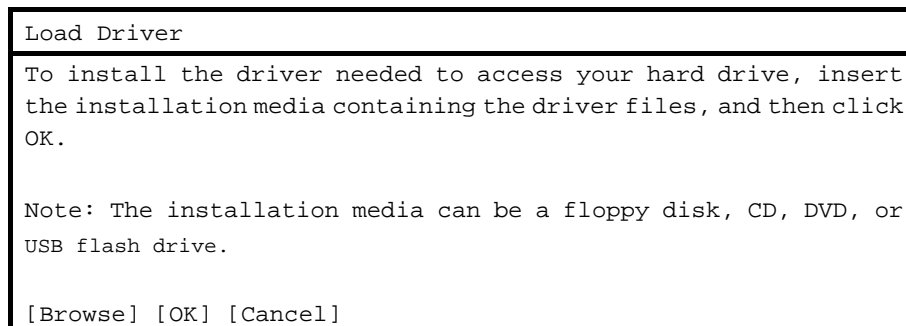 Load Driver
To install the driver needed to access your hard drive, insert
the installation media containing the driver files, and then click
OK.
Note: The installation media can be a floppy disk, CD, DVD, or
USB flash drive.
[Browse] [OK] [Cancel]